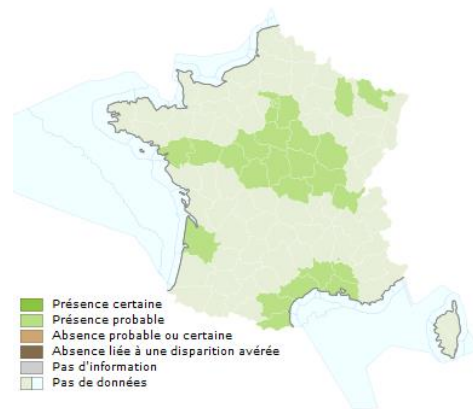 Présence certaine
Présence probable
Absence probable ou certaine
Absence liée à une disparition avérée
Pas d'information
Pas de données